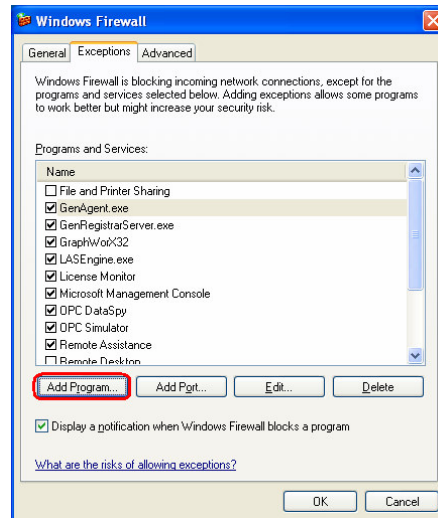 Windows Firewall
General Exceptions Advanced
Windows Firewall is blocking incoming network connections, except for the
programs and services selected below. Adding exceptions allows some programs
to work better but might increase your security risk.
Programs and Services:
Name
File and Printer Sharing
GenAgent.exe
GenRegistrarServer.exe
GraphWorX32
LASEngine.exe
License Monitor
Microsoft Management Console
OPC DataSpy
OPC Simulator
Remote Assistance
Remote Desktop
Add Program... Add Port... Edit... Delete
Display a notification when Windows Firewall blocks a program
What are the risks of allowing exceptions?
OK Cancel